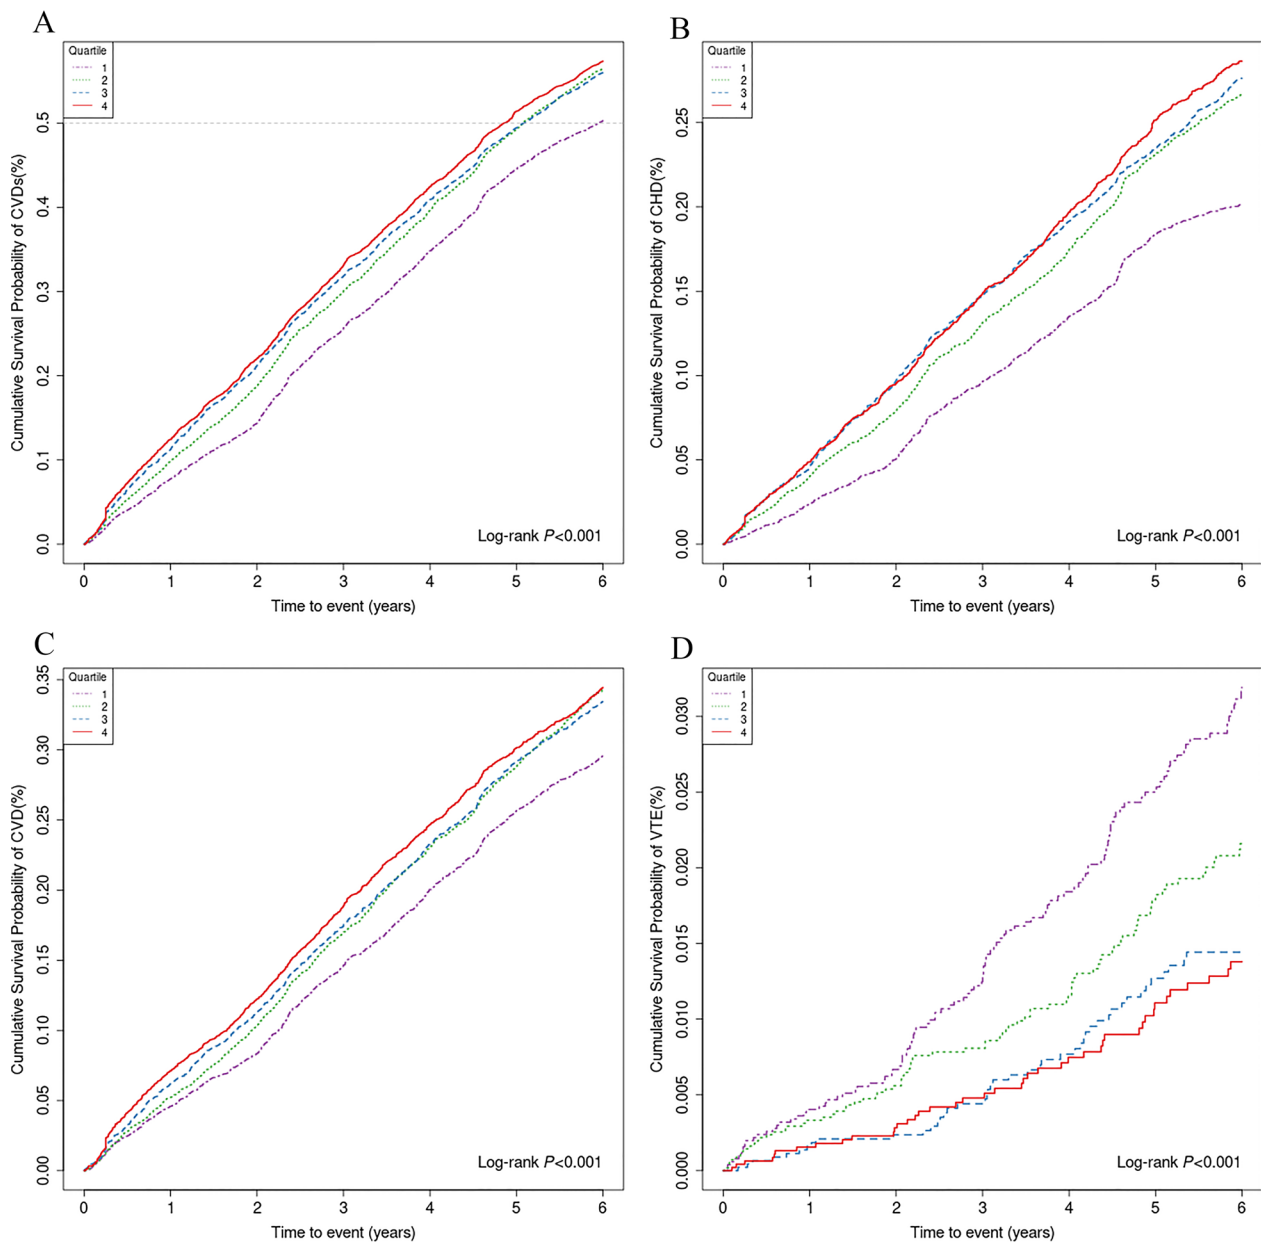 A
Quartile
1
2
3
4
Cumulative Survival Probability of CVDs(%)
0.5
0.4
0.3
0.2
0.1
0.0
Log-rank P<0.001
0 1 2 3 4 5 6
Time to event (years)
B
Quartile
1
2
3
4
Cumulative Survival Probability of CHD(%)
0.25
0.20
0.15
0.10
0.05
0.00
Log-rank P<0.001
0 1 2 3 4 5 6
Time to event (years)
C
Quartile
1
2
3
4
Cumulative Survival Probability of CVD(%)
0.35
0.30
0.25
0.20
0.15
0.10
0.05
0.00
Log-rank P<0.001
0 1 2 3 4 5 6
Time to event (years)
D
Quartile
1
2
3
4
Cumulative Survival Probability of VTE(%)
0.030
0.025
0.020
0.015
0.010
0.005
0.000
Log-rank P<0.001
0 1 2 3 4 5 6
Time to event (years)